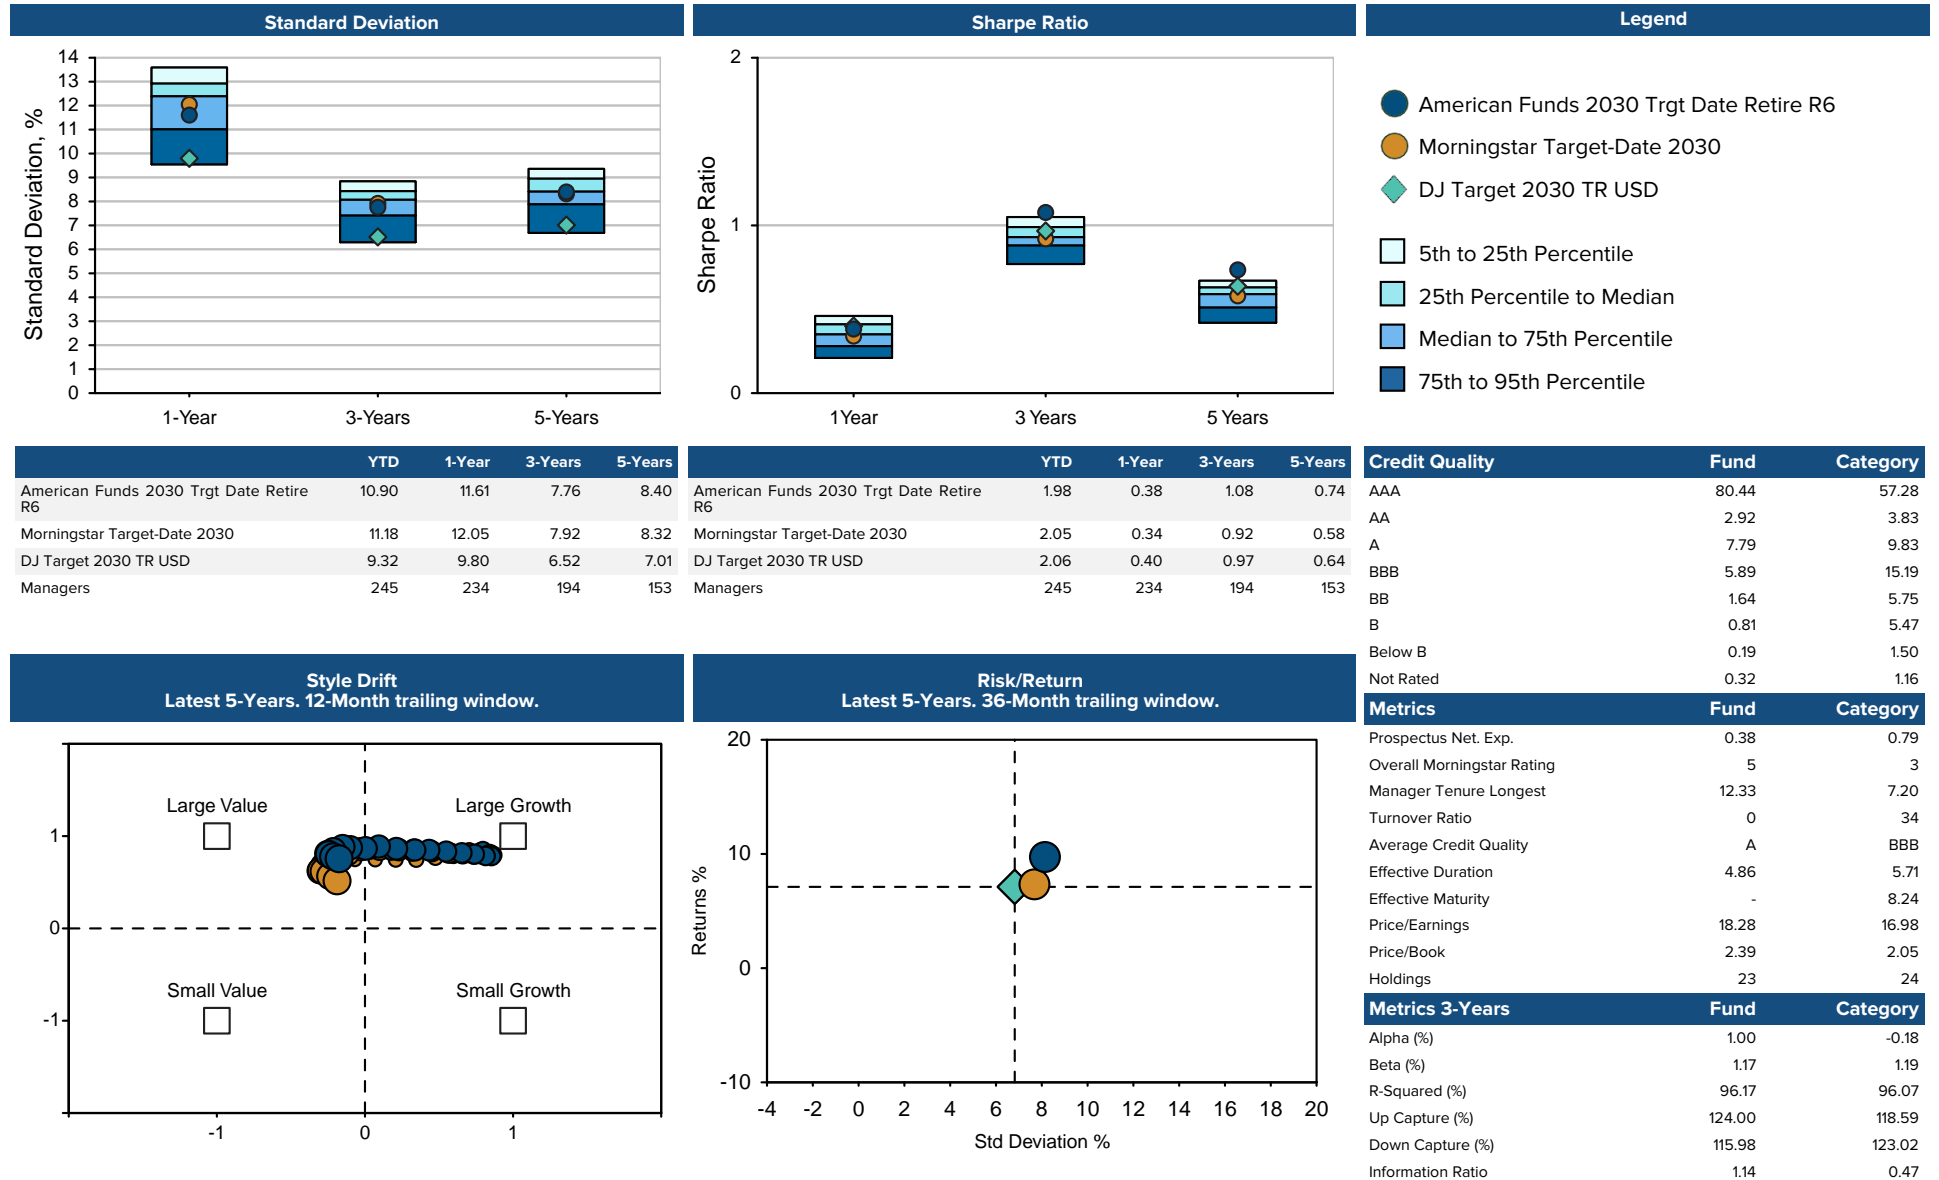 Standard Deviation
14
13
12
11
10
9
8
7
6
5
4
3
2
1
0
Standard Deviation, %
1-Year 3-Years 5-Years
Sharpe Ratio
2
1
0
Sharpe Ratio
1Year 3 Years 5 Years
Legend
American Funds 2030 Trgt Date Retire R6
Morningstar Target-Date 2030
DJ Target 2030 TR USD
5th to 25th Percentile
25th Percentile to Median
Median to 75th Percentile
75th to 95th Percentile
YTD 1-Year 3-Years 5-Years
American Funds 2030 Trgt Date Retire 10.90 11.61 7.76 8.40
R6
Morningstar Target-Date 2030 11.18 12.05 7.92 8.32
DJ Target 2030 TR USD 9.32 9.80 6.52 7.01
Managers 245 234 194 153
YTD 1-Year 3-Years 5-Years
American Funds 2030 Trgt Date Retire 1.98 0.38 1.08 0.74
R6
Morningstar Target-Date 2030 2.05 0.34 0.92 0.58
DJ Target 2030 TR USD 2.06 0.40 0.97 0.64
Managers 245 234 194 153
Credit Quality Fund Category
AAA 80.44 57.28
AA 2.92 3.83
A 7.79 9.83
BBB 5.89 15.19
BB 1.64 5.75
B 0.81 5.47
Below B 0.19 1.50
Not Rated 0.32 1.16
Metrics Fund Category
Prospectus Net. Exp. 0.38 0.79
Overall Morningstar Rating 5 3
Manager Tenure Longest 12.33 7.20
Turnover Ratio 0 34
Average Credit Quality A BBB
Effective Duration 4.86 5.71
Effective Maturity - 8.24
Price/Earnings 18.28 16.98
Price/Book 2.39 2.05
Holdings 23 24
Metrics 3-Years Fund Category
Alpha (%) 1.00 -0.18
Beta (%) 1.17 1.19
R-Squared (%) 96.17 96.07
Up Capture (%) 124.00 118.59
Down Capture (%) 115.98 123.02
Information Ratio 1.14 0.47
Style Drift
Latest 5-Years. 12-Month trailing window.
Large Value Large Growth
1
0
Small Value Small Growth
-1
-1 0 1
Risk/Return
Latest 5-Years. 36-Month trailing window.
20
10
0
-10
Returns %
-4 -2 0 2 4 6 8 10 12 14 16 18 20
Std Deviation %